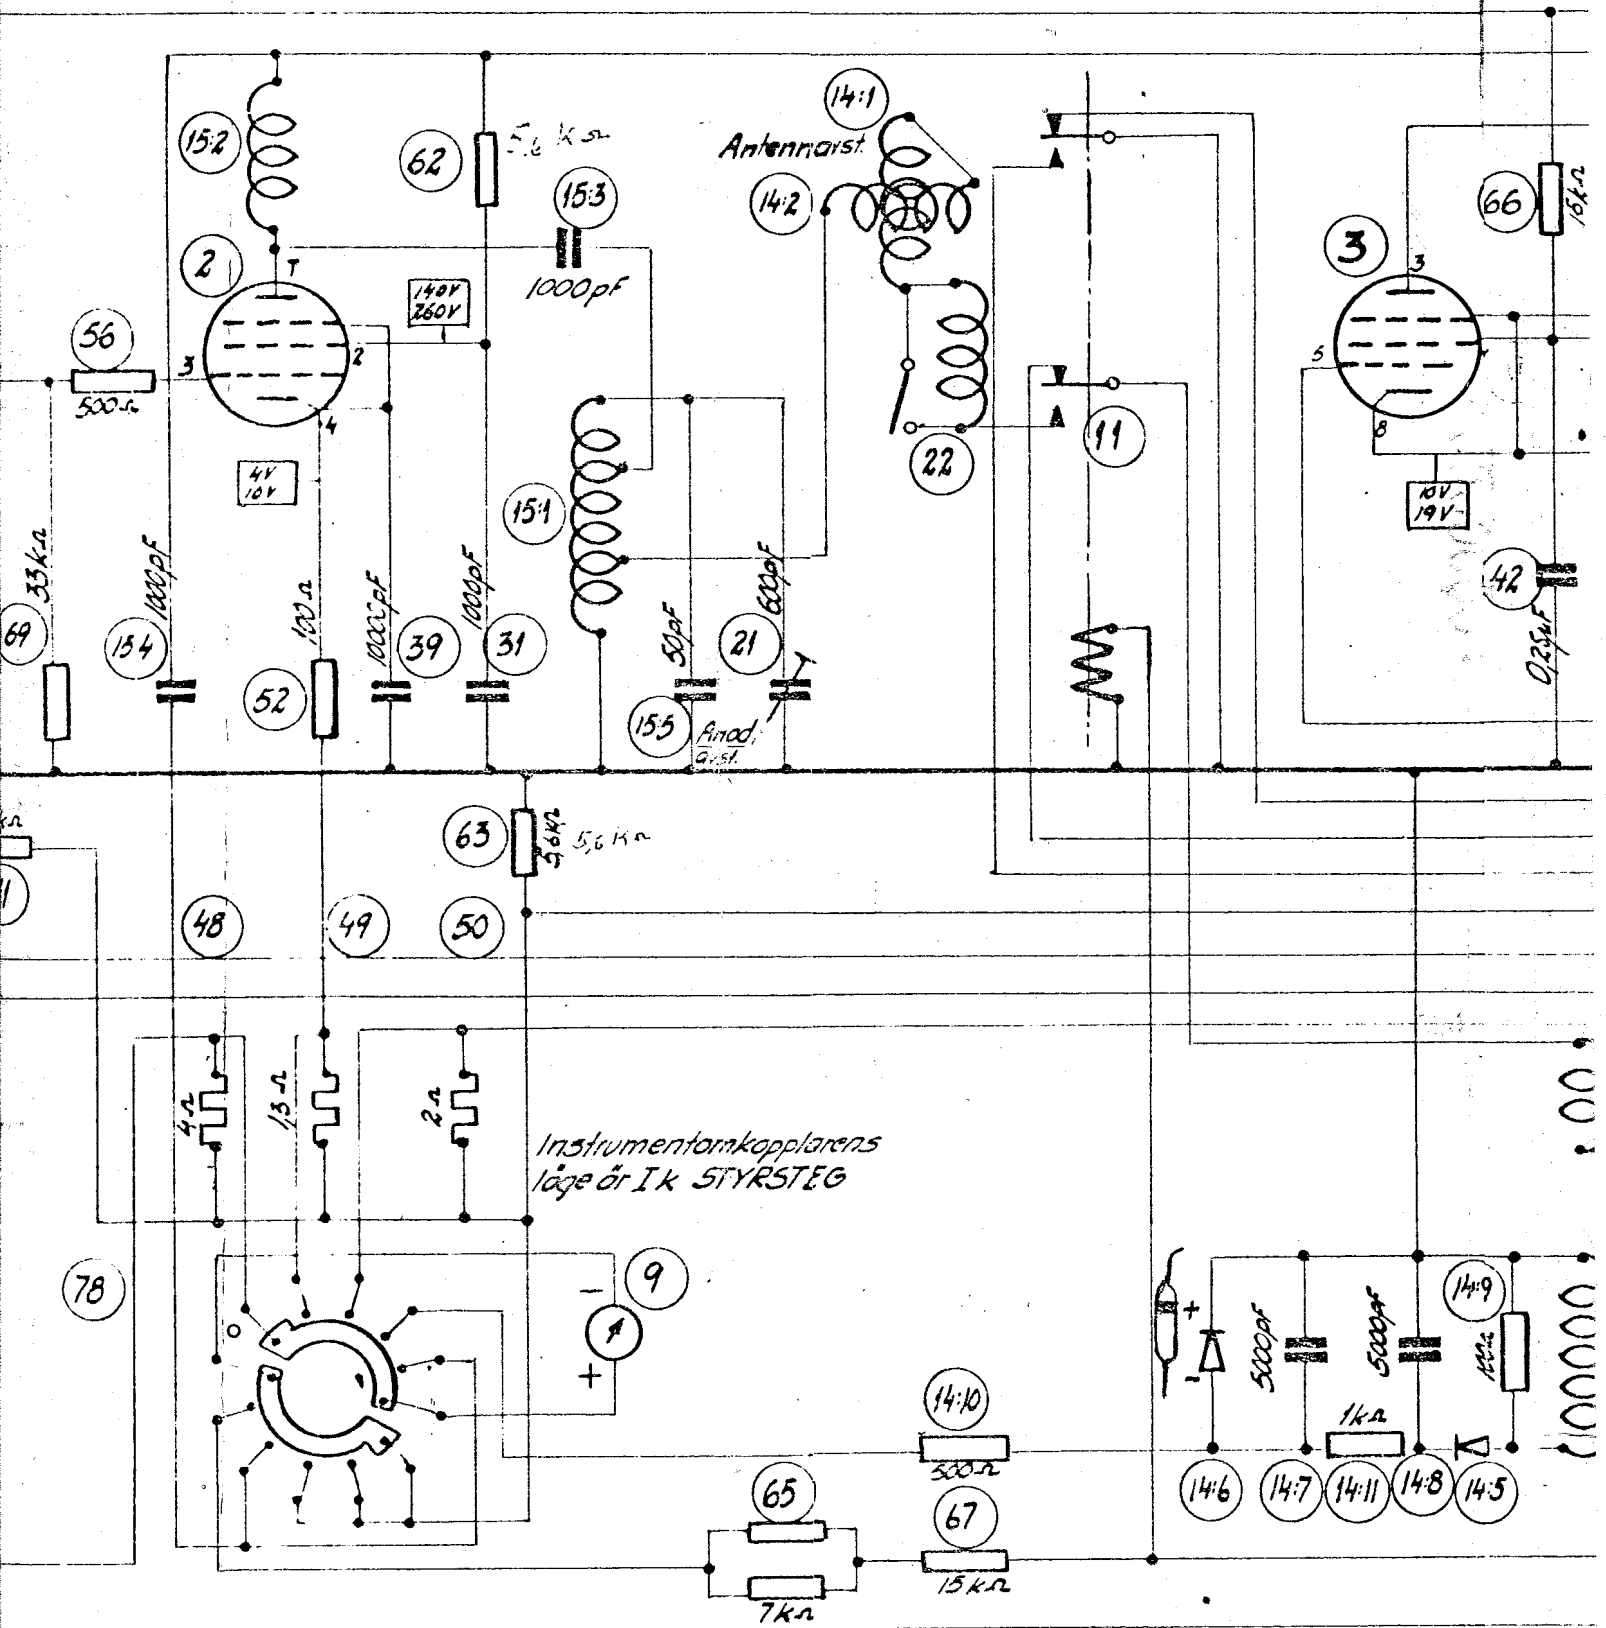 14:1
15:2
62
5,6 kΩ
Antennavst.
15:3
14:2
66
16kΩ
2
T
1000pF
3
3
140V
260V
56
3
2
5
500Ω
4
11
8
22
4V
10V
15:1
10V
19V
33kΩ
1000pF
100Ω
1000pF
1000pF
50pF
600pF
42
0,25µF
69
15:4
39
31
21
52
15:5
Anod.
avst.
kΩ
63
5,6kΩ
5,6 kΩ
48
49
50
4Ω
1,3Ω
2Ω
Instrumentomkopplarens
läge är Ik STYRSTEG
78
9
-
+
+
-
5000pF
5000pF
14:9
14:10
500Ω
1kΩ
65
67
14:6
14:7
14:11
14:8
14:5
15kΩ
7kΩ